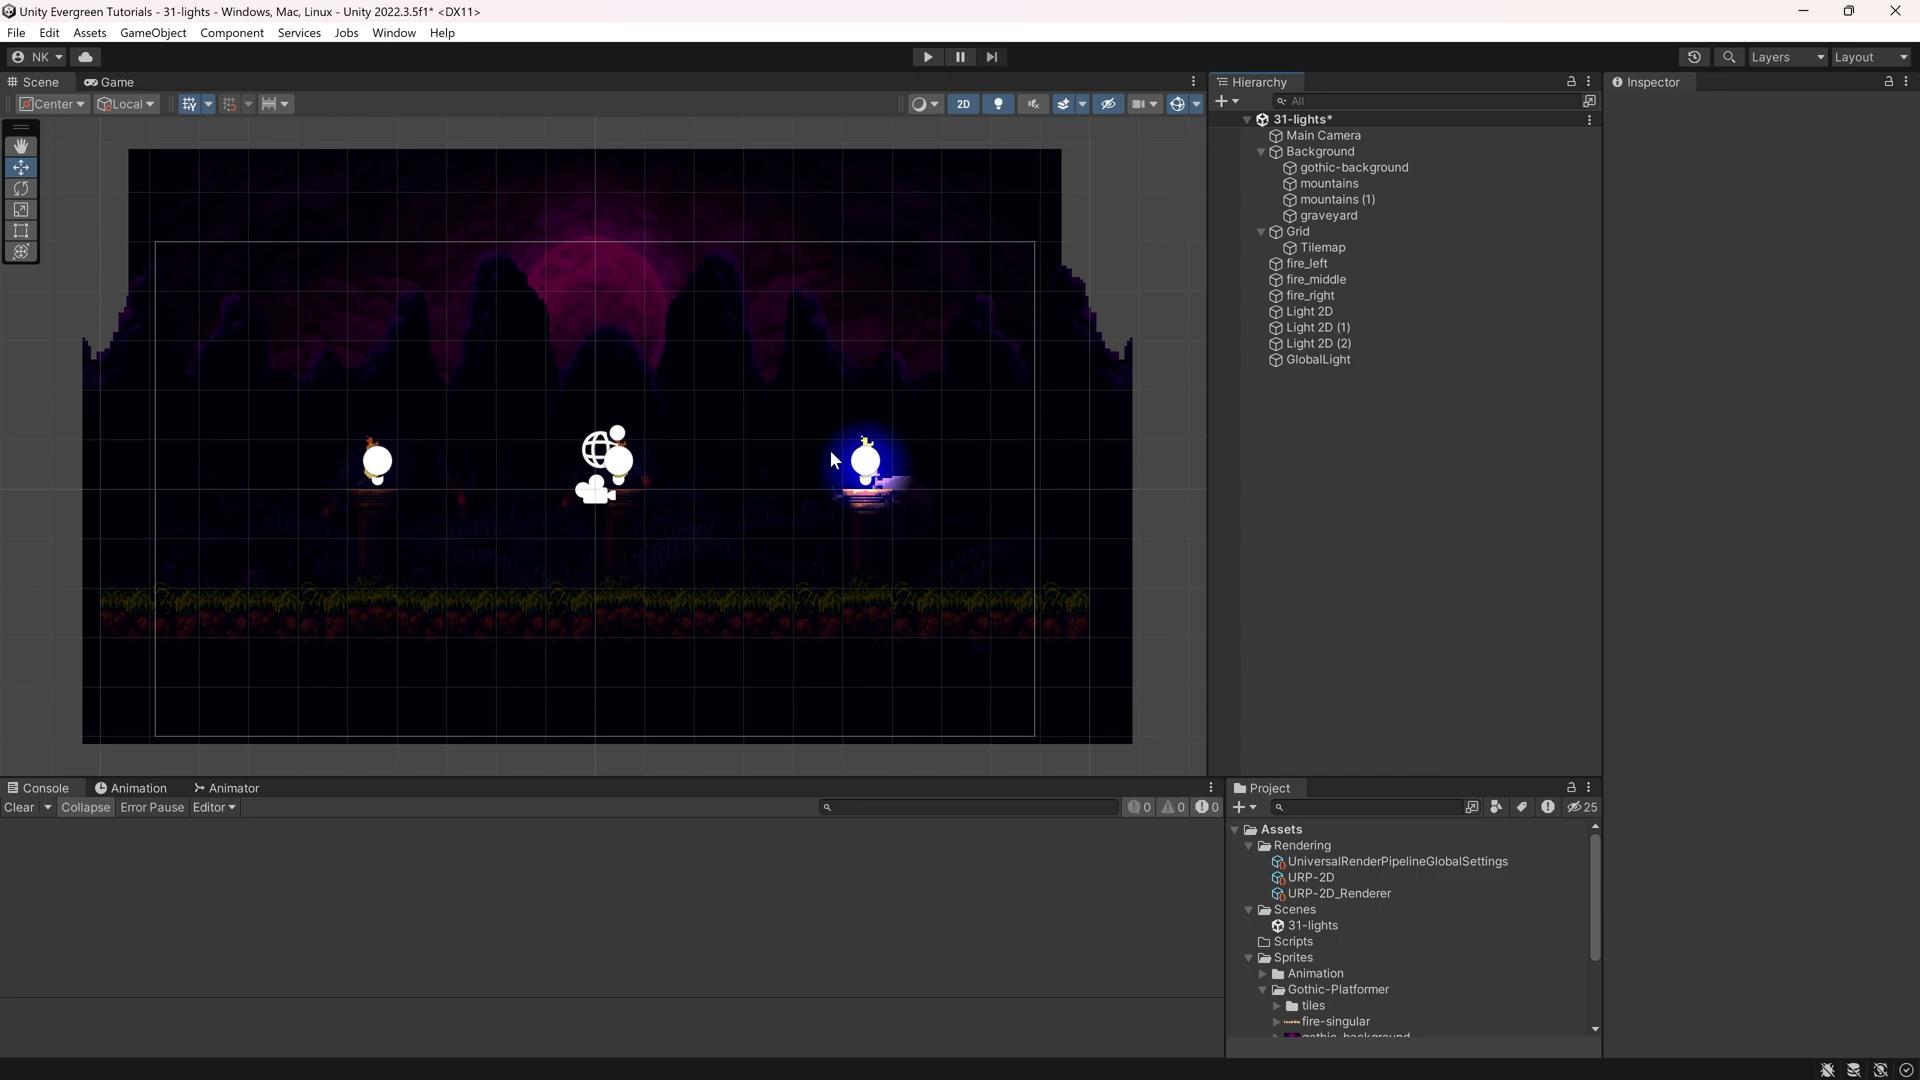 Unity Evergreen Tutorials - 31-lights - Windows, Mac, Linux - Unity 2022.3.5f1* <DX11>
File Edit Assets GameObject Component Services Jobs Window Help
NK Layers Layout
Scene Game
Center Local 2D
Hierarchy
All
31-lights*
Main Camera
Background
gothic-background
mountains
mountains (1)
graveyard
Grid
Tilemap
fire_left
fire_middle
fire_right
Light 2D
Light 2D (1)
Light 2D (2)
GlobalLight
Inspector
Console Animation Animator
Clear Collapse Error Pause Editor 0 0 0
Project
25
Assets
Rendering
UniversalRenderPipelineGlobalSettings
URP-2D
URP-2D_Renderer
Scenes
31-lights
Scripts
Sprites
Animation
Gothic-Platformer
tiles
fire-singular